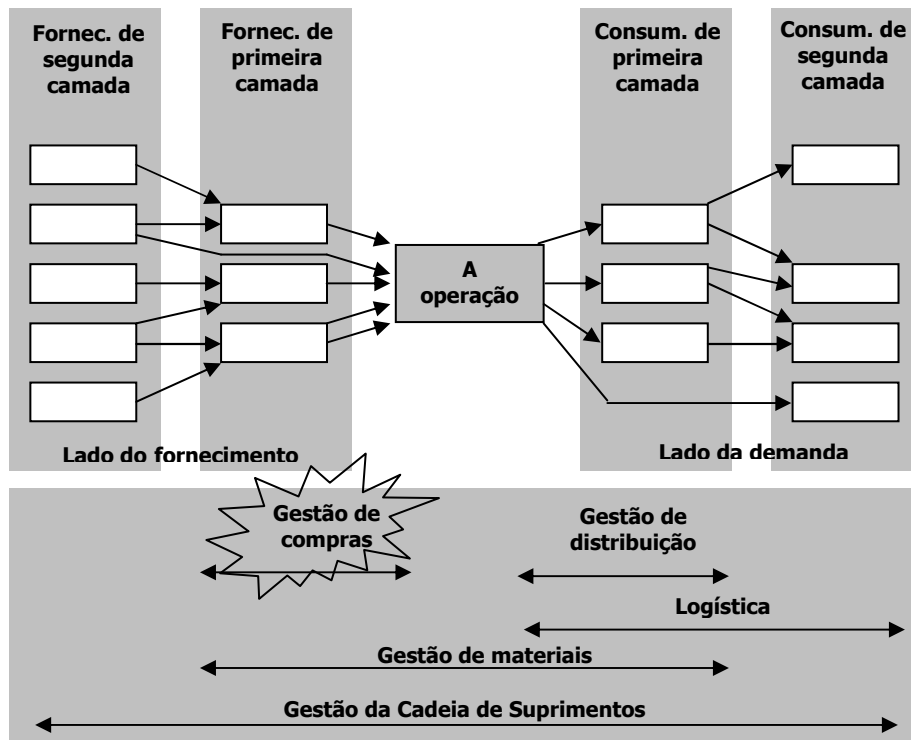 Fornec. de
segunda
camada
Fornec. de
primeira
camada
Consum. de
primeira
camada
Consum. de
segunda
camada
A
operação
Lado do fornecimento
Lado da demanda
Gestão de
compras
Gestão de
distribuição
Logística
Gestão de materiais
Gestão da Cadeia de Suprimentos